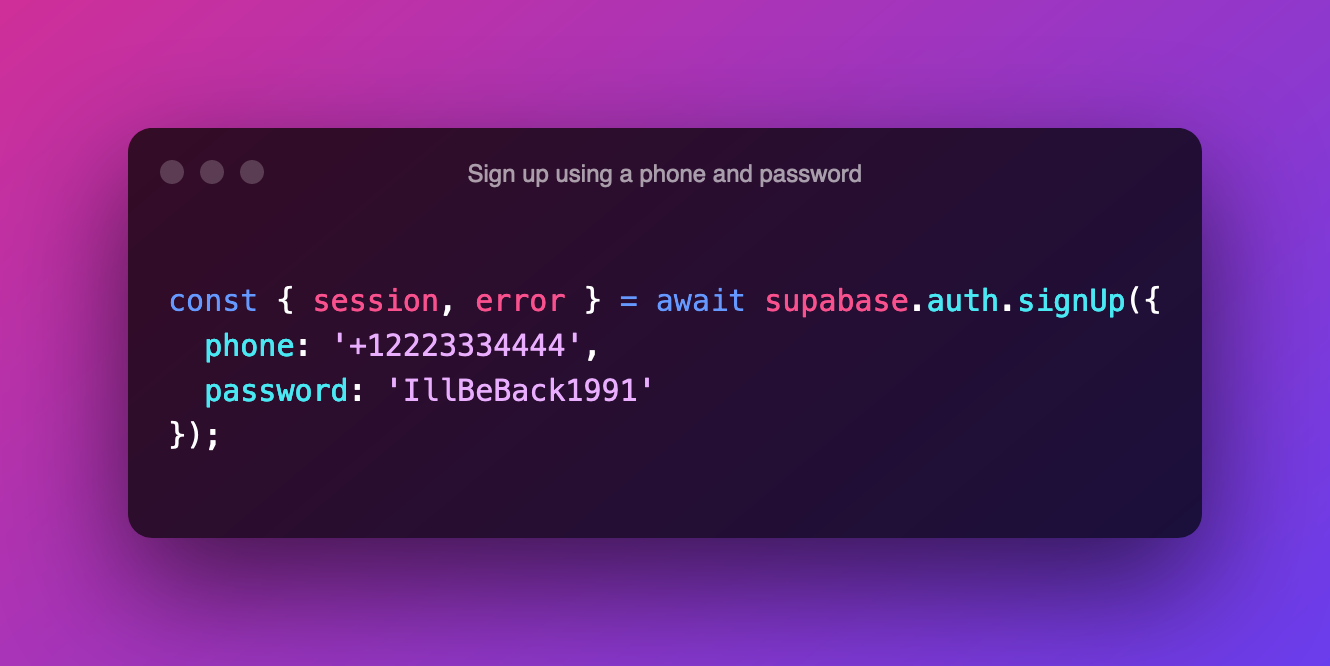 Sign up using a phone and password
const { session, error } = await supabase.auth.signUp({
  phone: '+12223334444',
  password: 'IllBeBack1991'
});